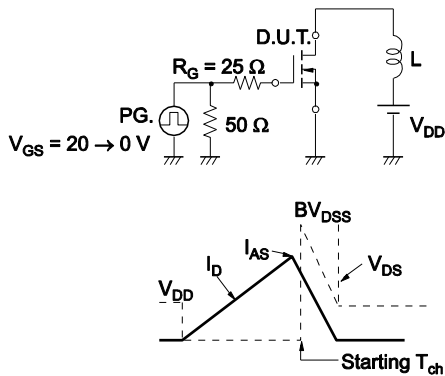 D.U.T.
R_G = 25 Ω
L
PG.
50 Ω
V_DD
V_GS = 20 → 0 V
BV_DSS
I_AS
I_D
V_DD
V_DS
Starting T_ch